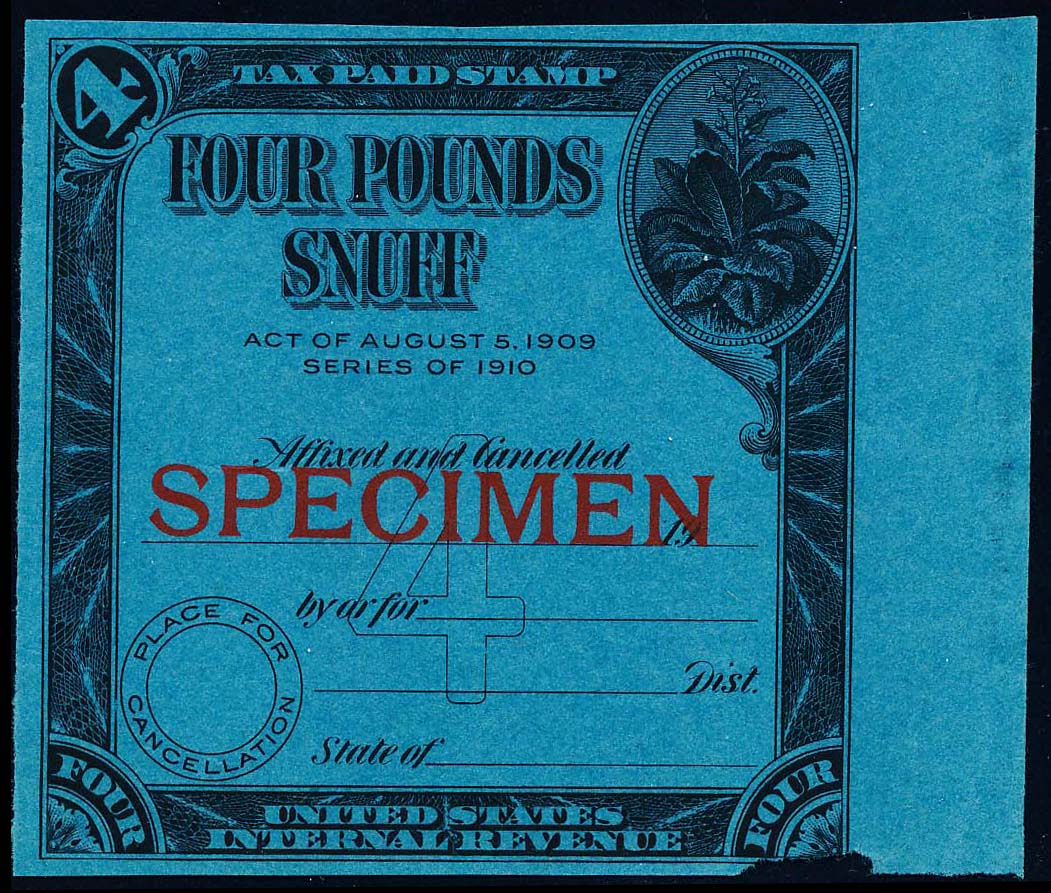 4
TAX PAID STAMP
FOUR POUNDS
SNUFF
ACT OF AUGUST 5, 1909
SERIES OF 1910
Affixed and Cancelled
SPECIMEN
19
4
by or for
PLACE FOR CANCELLATION
Dist.
State of
FOUR
FOUR
UNITED STATES
INTERNAL REVENUE